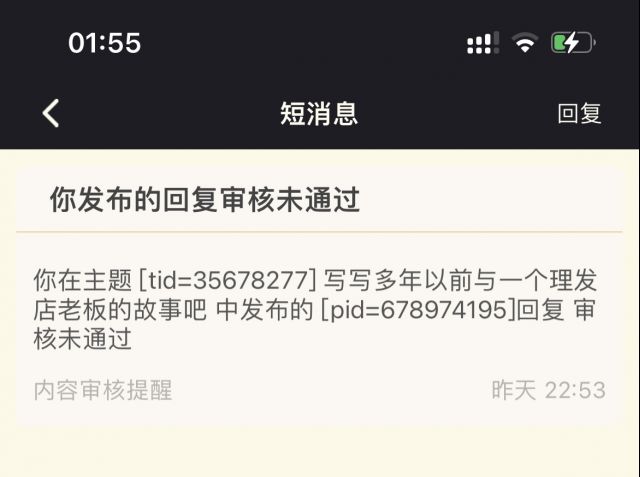 01:55
短消息
回复
你发布的回复审核未通过
你在主题 [tid=35678277] 写写多年以前与一个理发
店老板的故事吧 中发布的 [pid=678974195]回复 审
核未通过
内容审核提醒
昨天 22:53